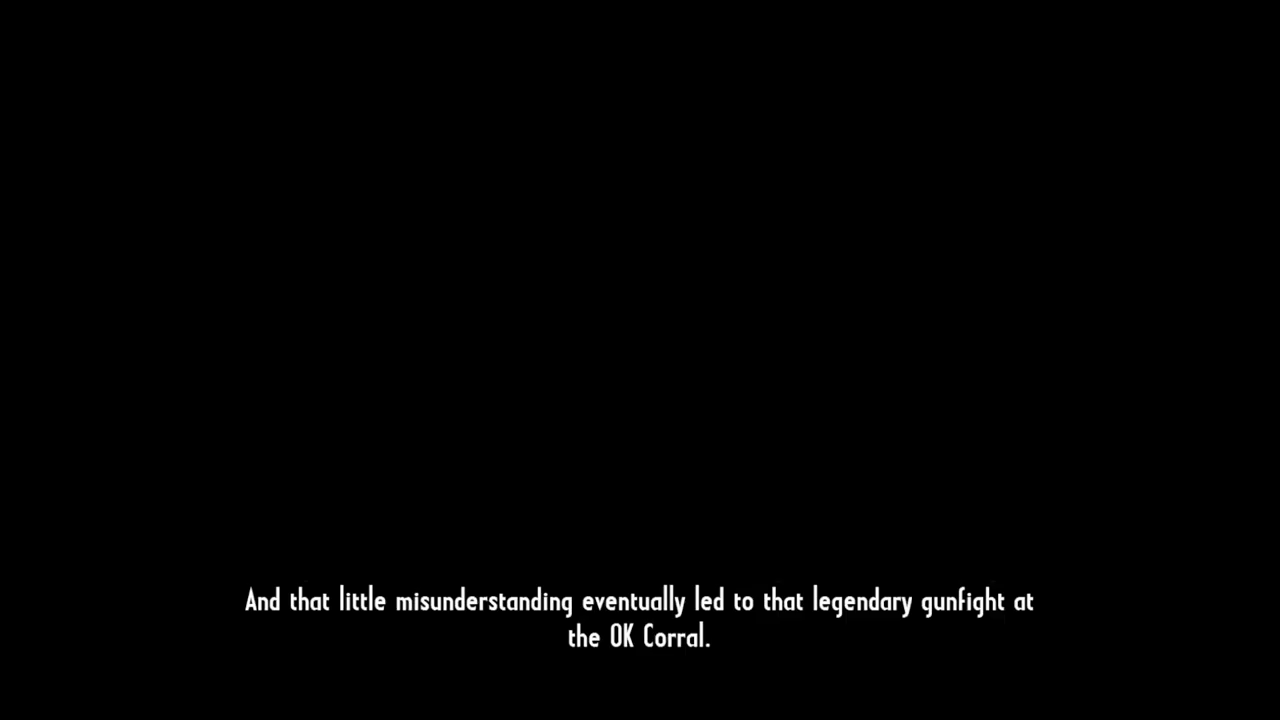 And that little misunderstanding eventually led to that legendary gunfight at
the OK Corral.